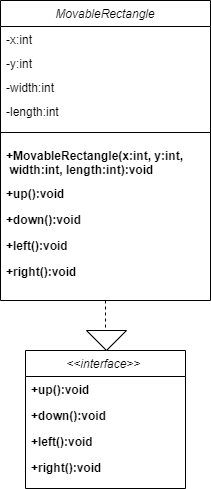 MovableRectangle
-x:int
-y:int
-width:int
-length:int
+MovableRectangle(x:int, y:int,
width:int, length:int):void
+up():void
+down():void
+left():void
+right():void
<<interface>>
+up():void
+down():void
+left():void
+right():void